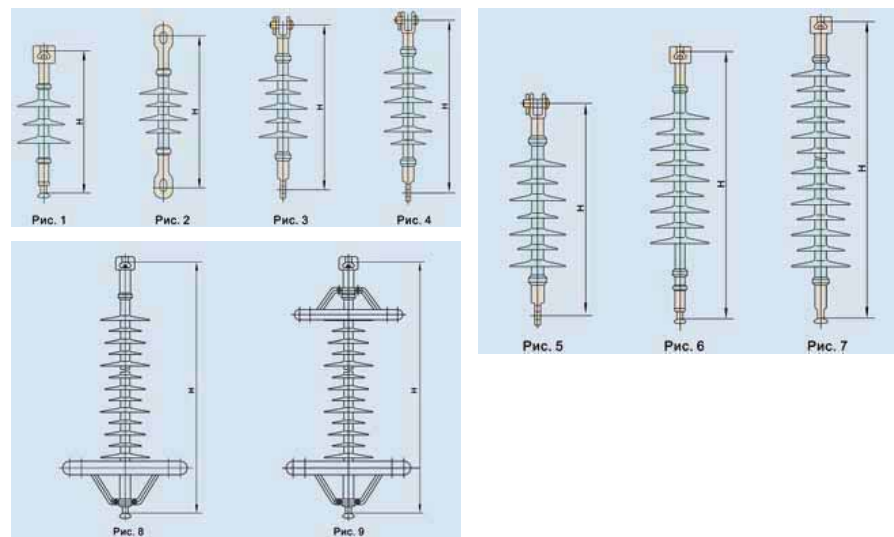 H
H
H
H
Рис. 1
Рис. 2
Рис. 3
Рис. 4
H
H
H
Рис. 5
Рис. 6
Рис. 7
H
H
Рис. 8
Рис. 9